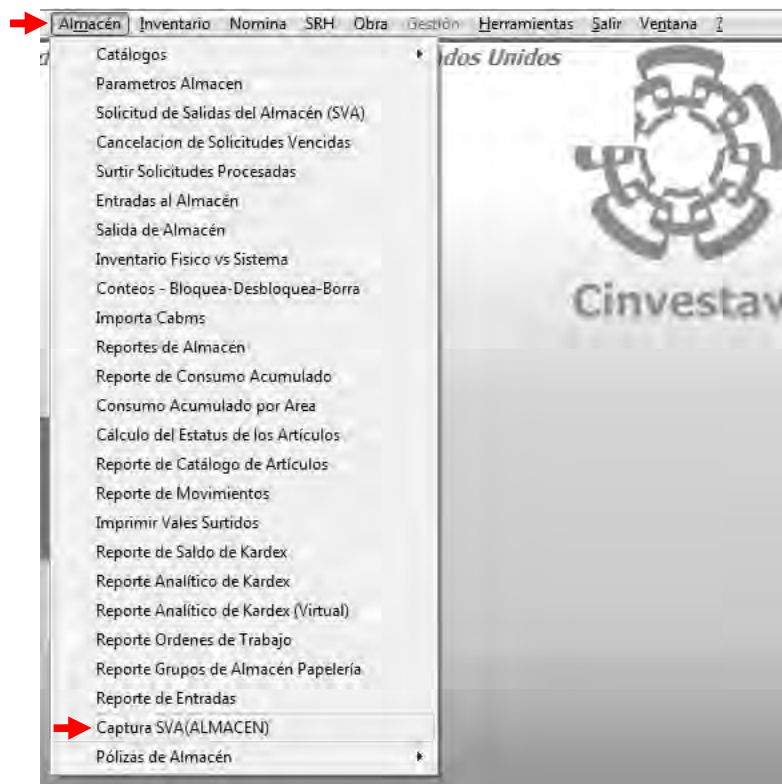 Almacén Inventario Nomina SRH Obra Gestión Herramientas Salir Ventana ?
dos Unidos
Catálogos
Parametros Almacen
Solicitud de Salidas del Almacén (SVA)
Cancelacion de Solicitudes Vencidas
Surtir Solicitudes Procesadas
Entradas al Almacén
Salida de Almacén
Inventario Fisico vs Sistema
Conteos - Bloquea-Desbloquea-Borra
Cinvestav
Importa Cabms
Reportes de Almacen
Reporte de Consumo Acumulado
Consumo Acumulado por Area
Cálculo del Estatus de los Artículos
Reporte de Catálogo de Artículos
Reporte de Movimientos
Imprimir Vales Surtidos
Reporte de Saldo de Kardex
Reporte Analítico de Kardex
Reporte Analítico de Kardex (Virtual)
Reporte Ordenes de Trabajo
Reporte Grupos de Almacén Papelería
Reporte de Entradas
Captura SVA(ALMACEN)
Pólizas de Almacén